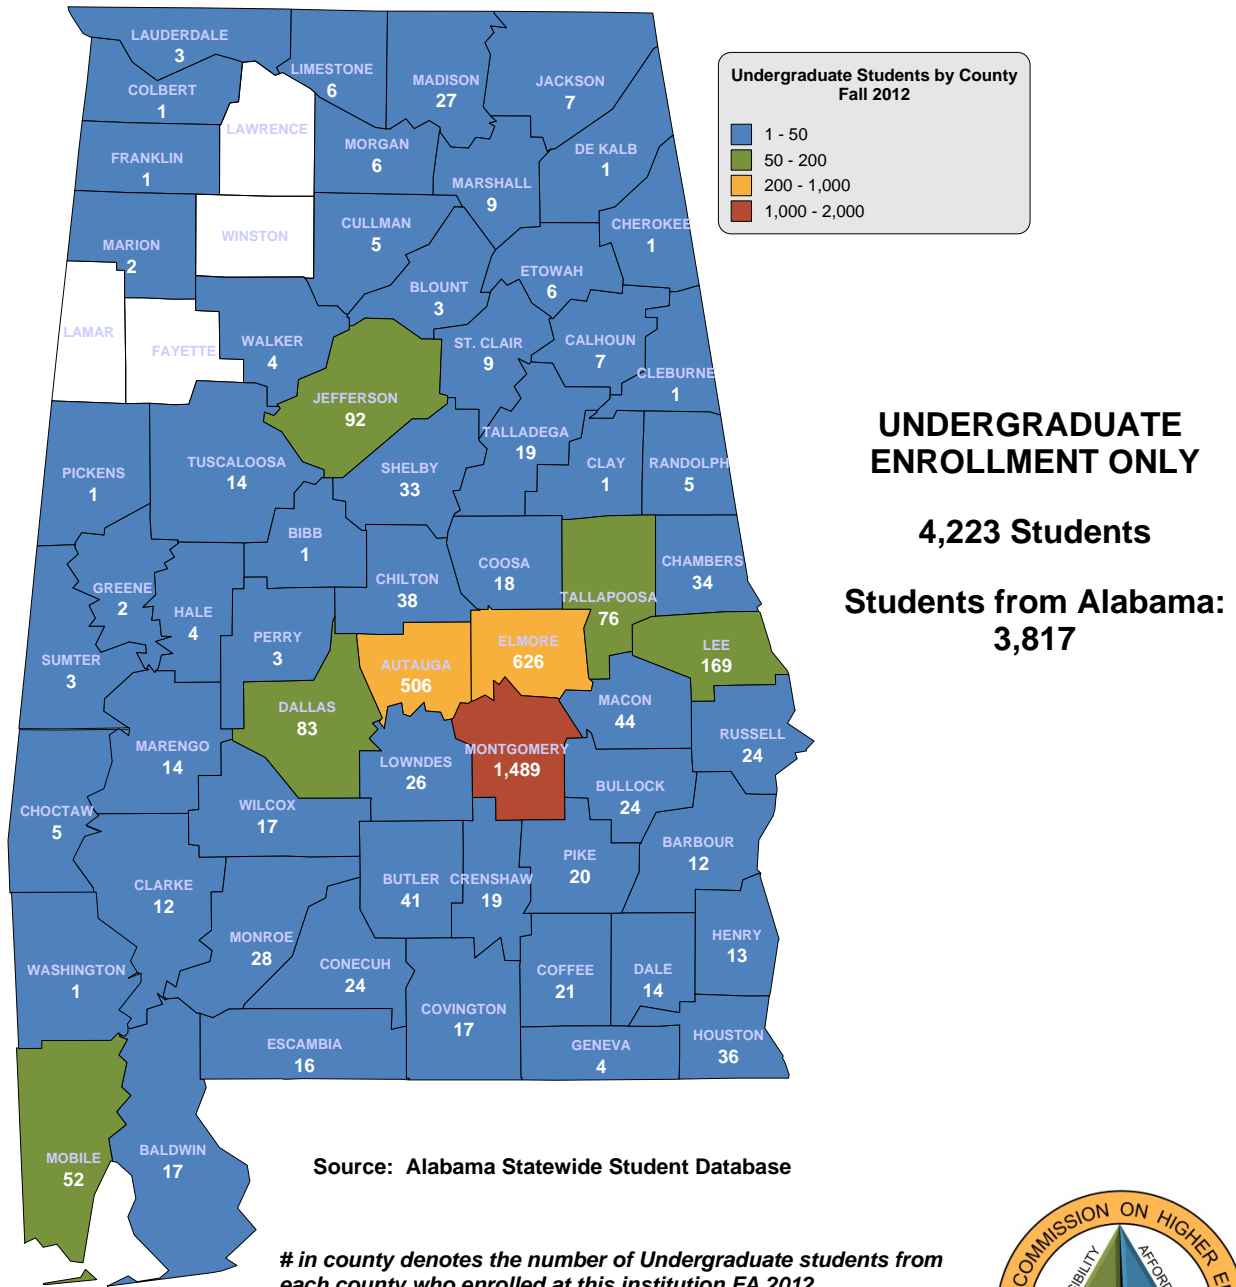 LAUDERDALE
3
LIMESTONE
6
MADISON
27
JACKSON
7
COLBERT
1
LAWRENCE
FRANKLIN
1
MORGAN
6
DE KALB
1
MARSHALL
9
CHEROKEE
1
MARION
2
WINSTON
CULLMAN
5
ETOWAH
6
BLOUNT
3
LAMAR
FAYETTE
WALKER
4
ST. CLAIR
9
CALHOUN
7
CLEBURNE
1
JEFFERSON
92
TALLADEGA
19
PICKENS
1
TUSCALOOSA
14
SHELBY
33
CLAY
1
RANDOLPH
5
BIBB
1
GREENE
2
HALE
4
CHILTON
38
COOSA
18
TALLAPOOSA
76
CHAMBERS
34
SUMTER
3
PERRY
3
AUTAUGA
506
ELMORE
626
LEE
169
DALLAS
83
MACON
44
RUSSELL
24
MARENGO
14
LOWNDES
26
MONTGOMERY
1,489
BULLOCK
24
CHOCTAW
5
WILCOX
17
BARBOUR
12
CLARKE
12
BUTLER
41
CRENSHAW
19
PIKE
20
MONROE
28
CONECUH
24
COFFEE
21
DALE
14
HENRY
13
WASHINGTON
1
COVINGTON
17
ESCAMBIA
16
GENEVA
4
HOUSTON
36
MOBILE
52
BALDWIN
17
Undergraduate Students by County
Fall 2012
1 - 50
50 - 200
200 - 1,000
1,000 - 2,000
UNDERGRADUATE
ENROLLMENT ONLY
4,223 Students
Students from Alabama:
3,817
Source: Alabama Statewide Student Database
# in county denotes the number of Undergraduate students from
each county who enrolled at this institution FA 2012
COMMISSION ON HIGHER